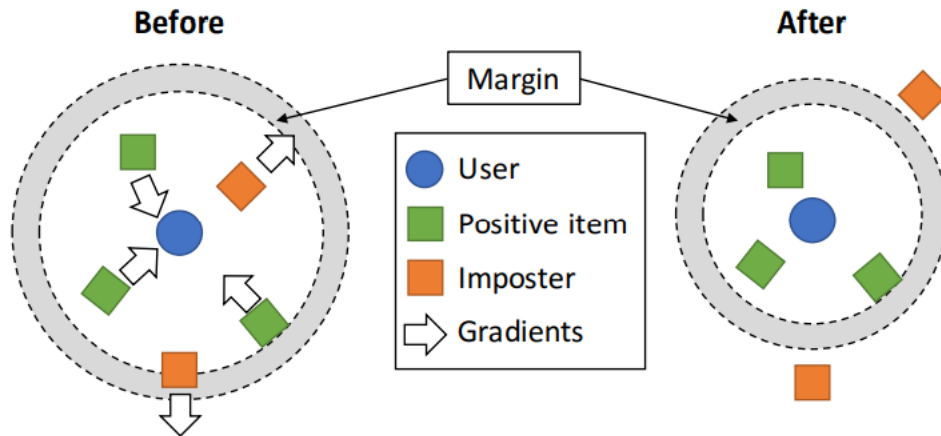 Before
After
Margin
User
Positive item
Imposter
Gradients